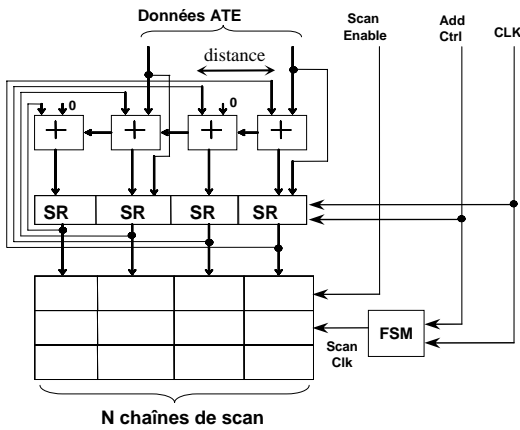 Données ATE
Scan
Enable
Add
Ctrl
CLK
distance
0
0
+
+
+
+
SR
SR
SR
SR
FSM
Scan
Clk
N chaînes de scan